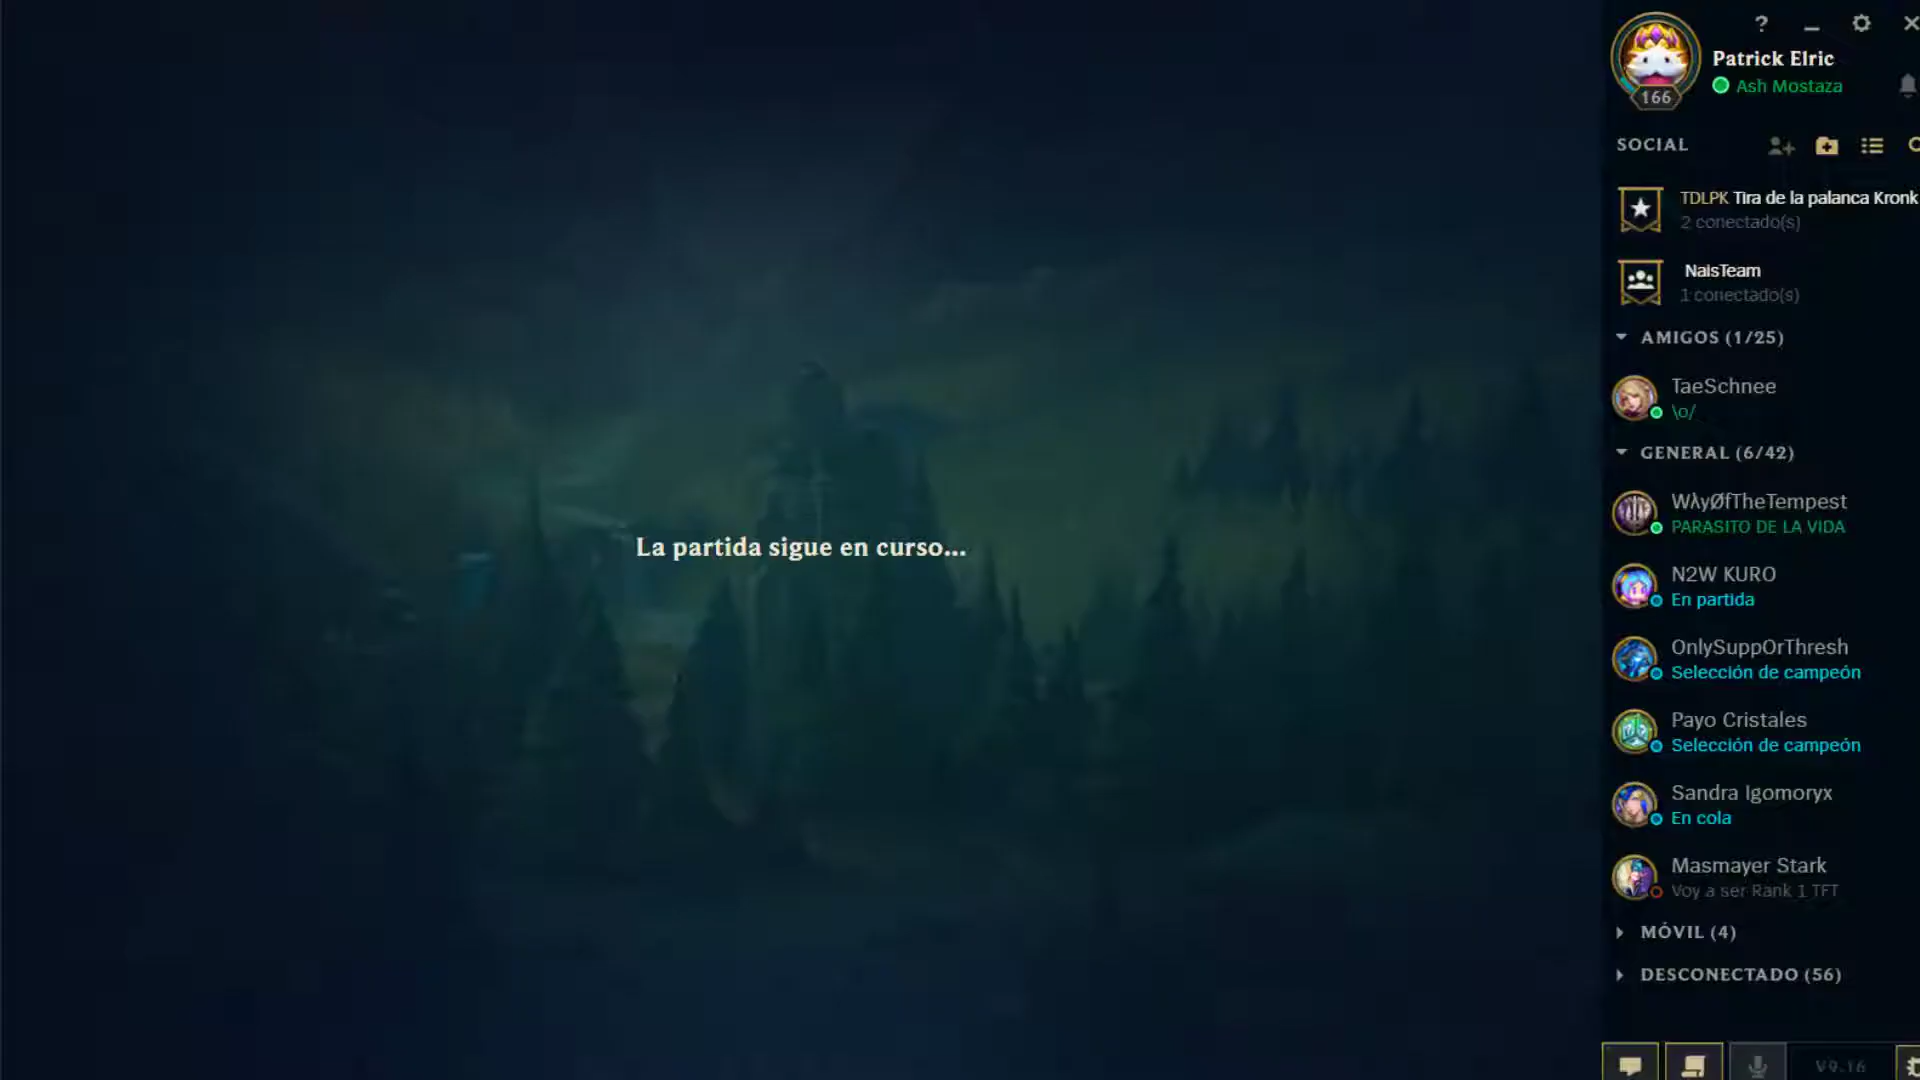 Patrick Elric
Ash Mostaza
166
SOCIAL
TDLPK Tira de la palanca Kronk
2 conectado(s)
NaisTeam
1 conectado(s)
AMIGOS (1/25)
TaeSchnee
\o/
GENERAL (6/42)
WλyØfTheTempest
PARASITO DE LA VIDA
La partida sigue en curso...
N2W KURO
En partida
OnlySuppOrThresh
Selección de campeón
Payo Cristales
Selección de campeón
Sandra Igomoryx
En cola
Masmayer Stark
Voy a ser Rank 1 TFT
MÓVIL (4)
DESCONECTADO (56)
V9.16